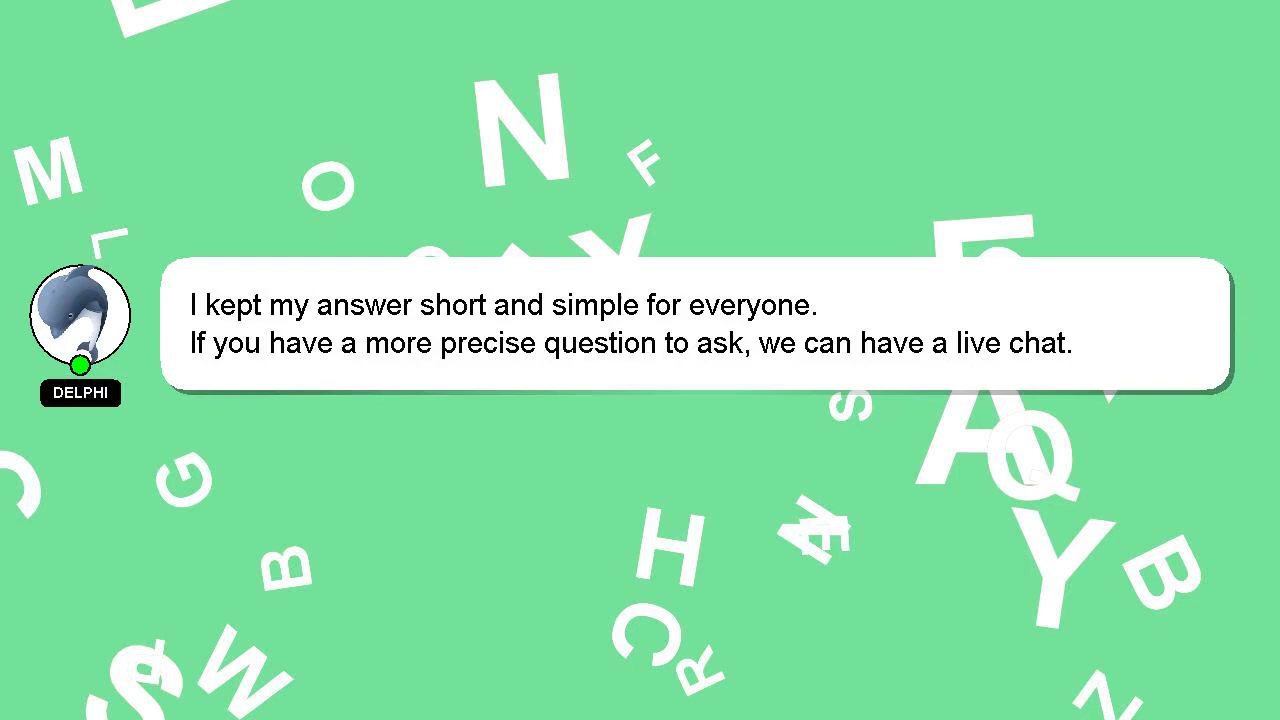 I kept my answer short and simple for everyone.
If you have a more precise question to ask, we can have a live chat.
DELPHI
M
L
O
N
F
Y
S
A
Q
C
G
B
H
N
E
Y
B
C
R
S
W
N